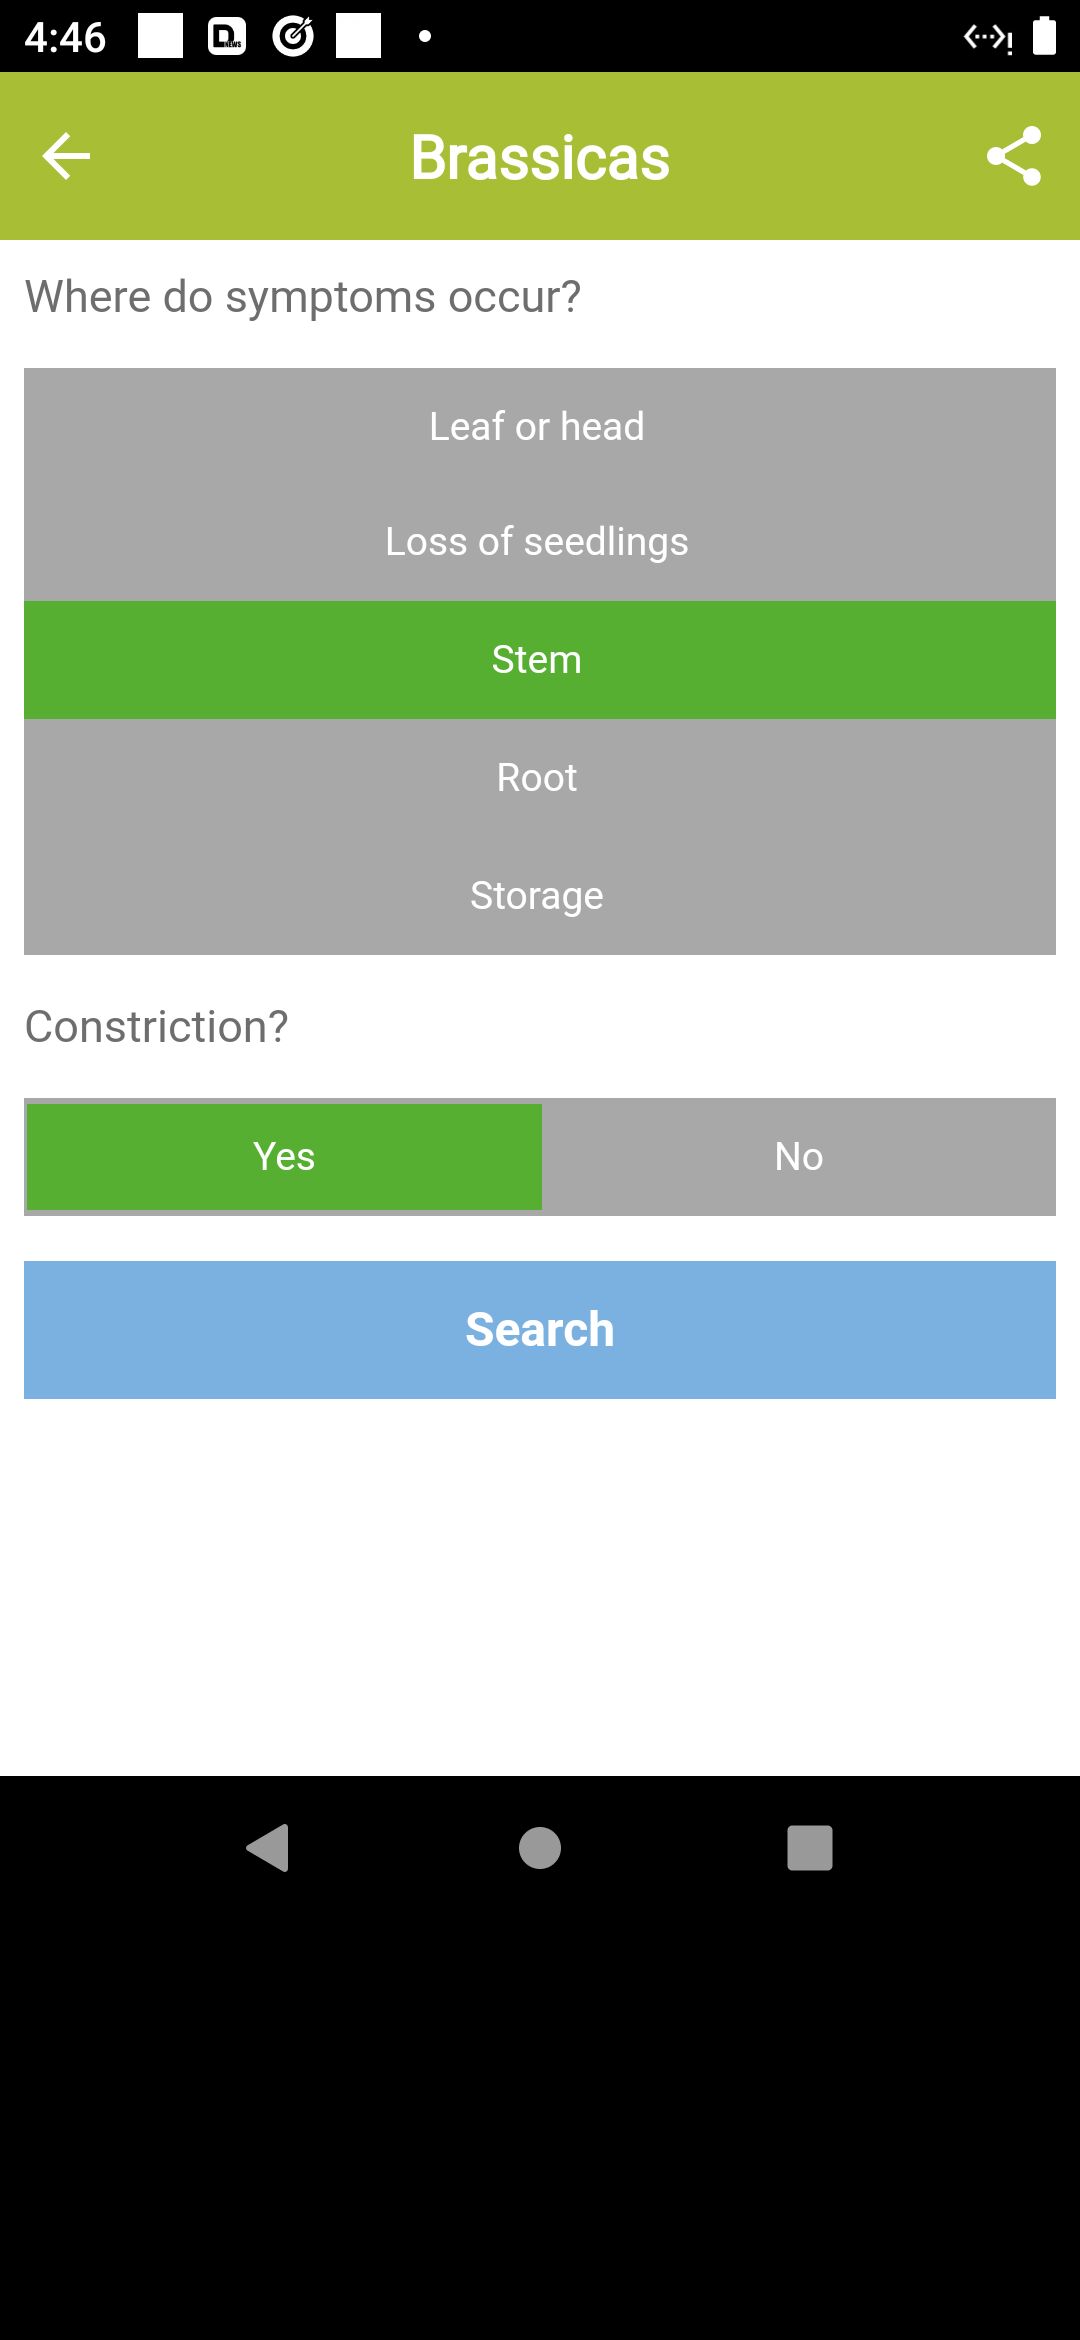 4:46
D NEWS
Brassicas
Where do symptoms occur?
Leaf or head
Loss of seedlings
Stem
Root
Storage
Constriction?
Yes
No
Search